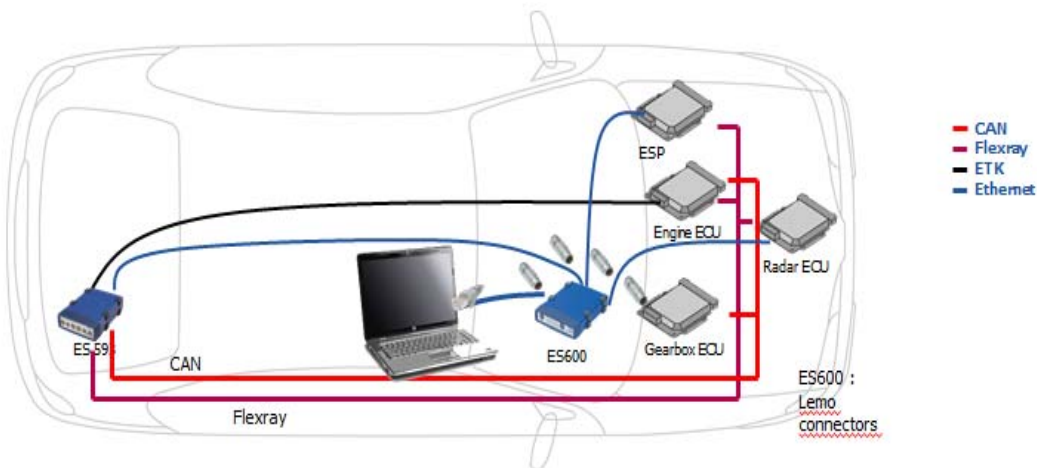 ESP
CAN
Flexray
ETK
Ethernet
Engine ECU
Radar ECU
ES600
Gearbox ECU
CAN
Flexray
ES600 :
Lemo
connectors